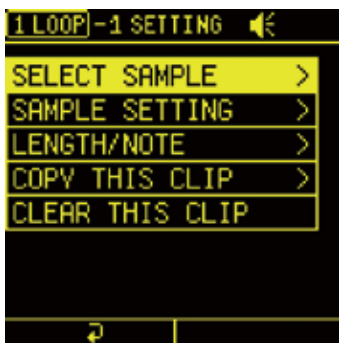 1 LOOP -1 SETTING
SELECT SAMPLE >
SAMPLE SETTING >
LENGTH/NOTE >
COPY THIS CLIP >
CLEAR THIS CLIP